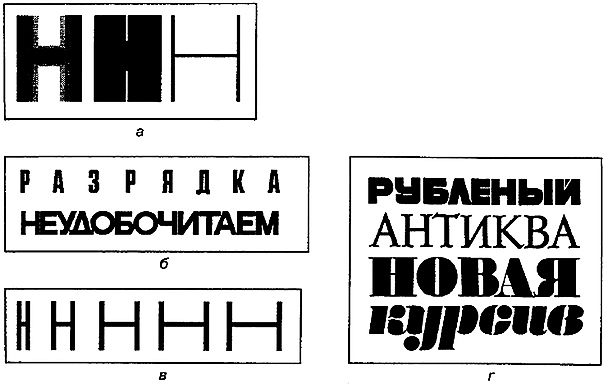 Н Н Н
а
РАЗРЯДКА
НЕУДОБОЧИТАЕМ
б
Н Н Н Н Н
в
РУБЛЕНЫЙ
АНТИКВА
НОВАЯ
курсив
г